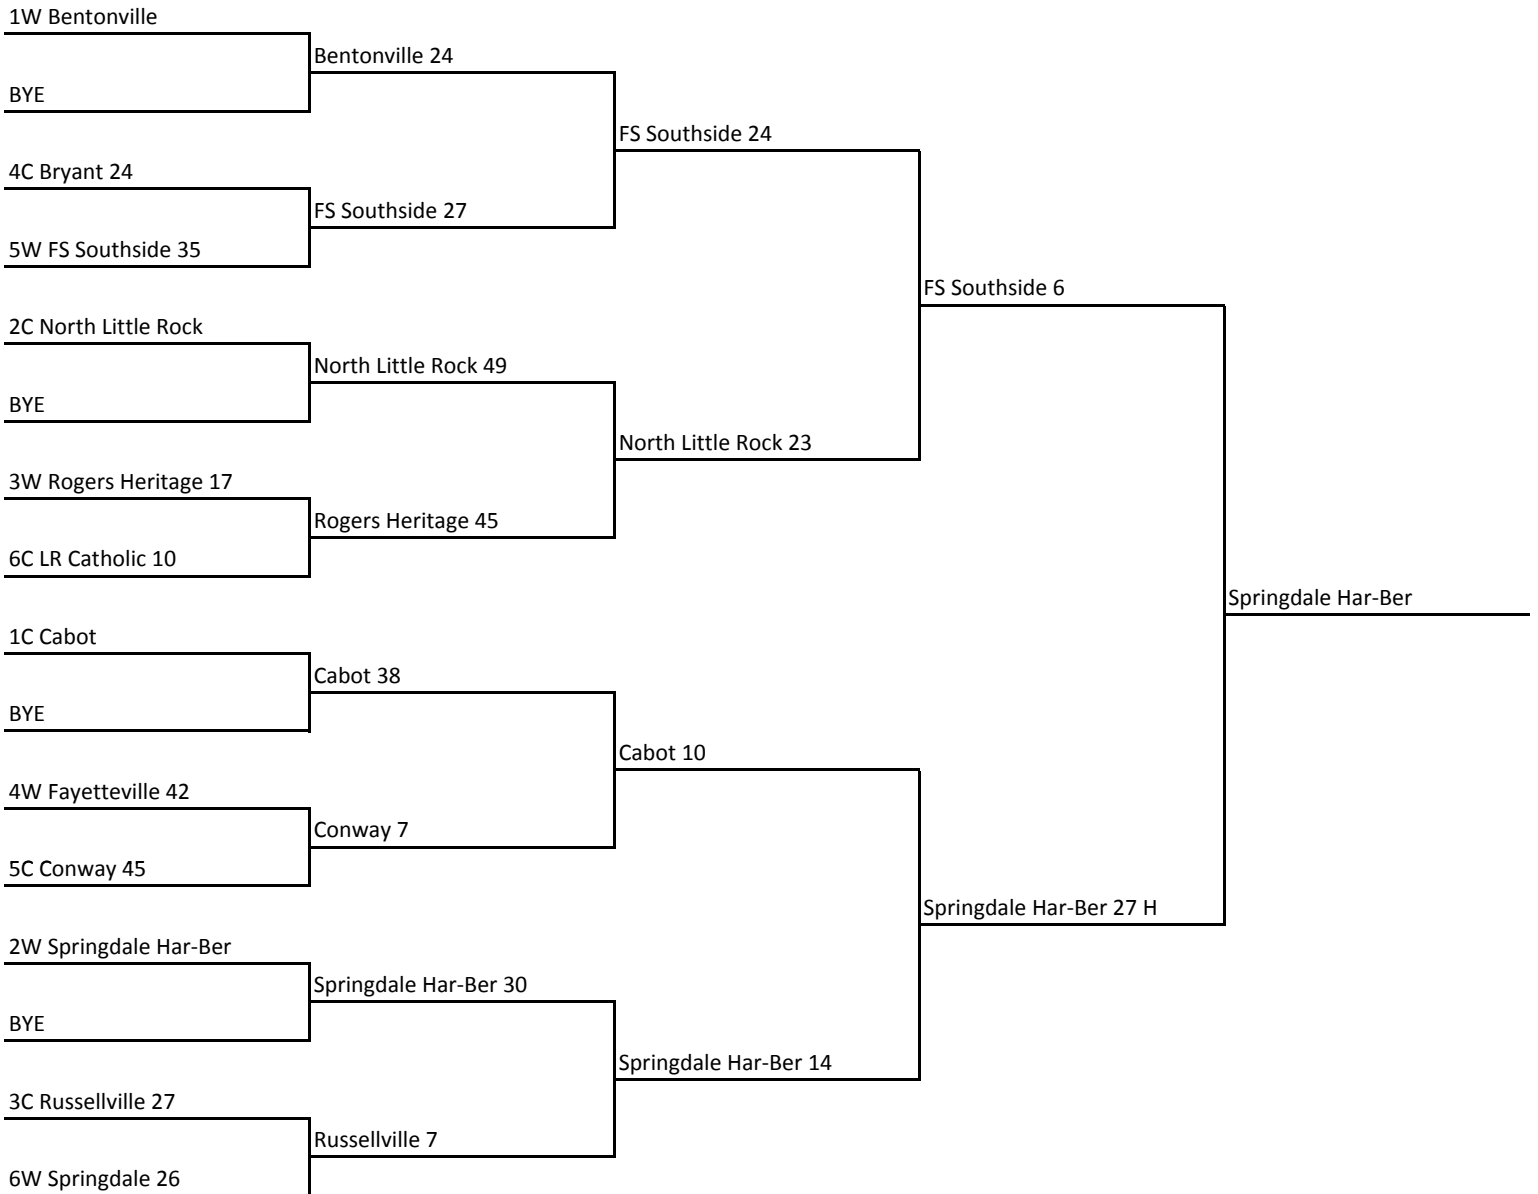 1W Bentonville
Bentonville 24
BYE
FS Southside 24
4C Bryant 24
FS Southside 27
5W FS Southside 35
FS Southside 6
2C North Little Rock
North Little Rock 49
BYE
North Little Rock 23
3W Rogers Heritage 17
Rogers Heritage 45
6C LR Catholic 10
Springdale Har-Ber
1C Cabot
Cabot 38
BYE
Cabot 10
4W Fayetteville 42
Conway 7
5C Conway 45
Springdale Har-Ber 27 H
2W Springdale Har-Ber
Springdale Har-Ber 30
BYE
Springdale Har-Ber 14
3C Russellville 27
Russellville 7
6W Springdale 26